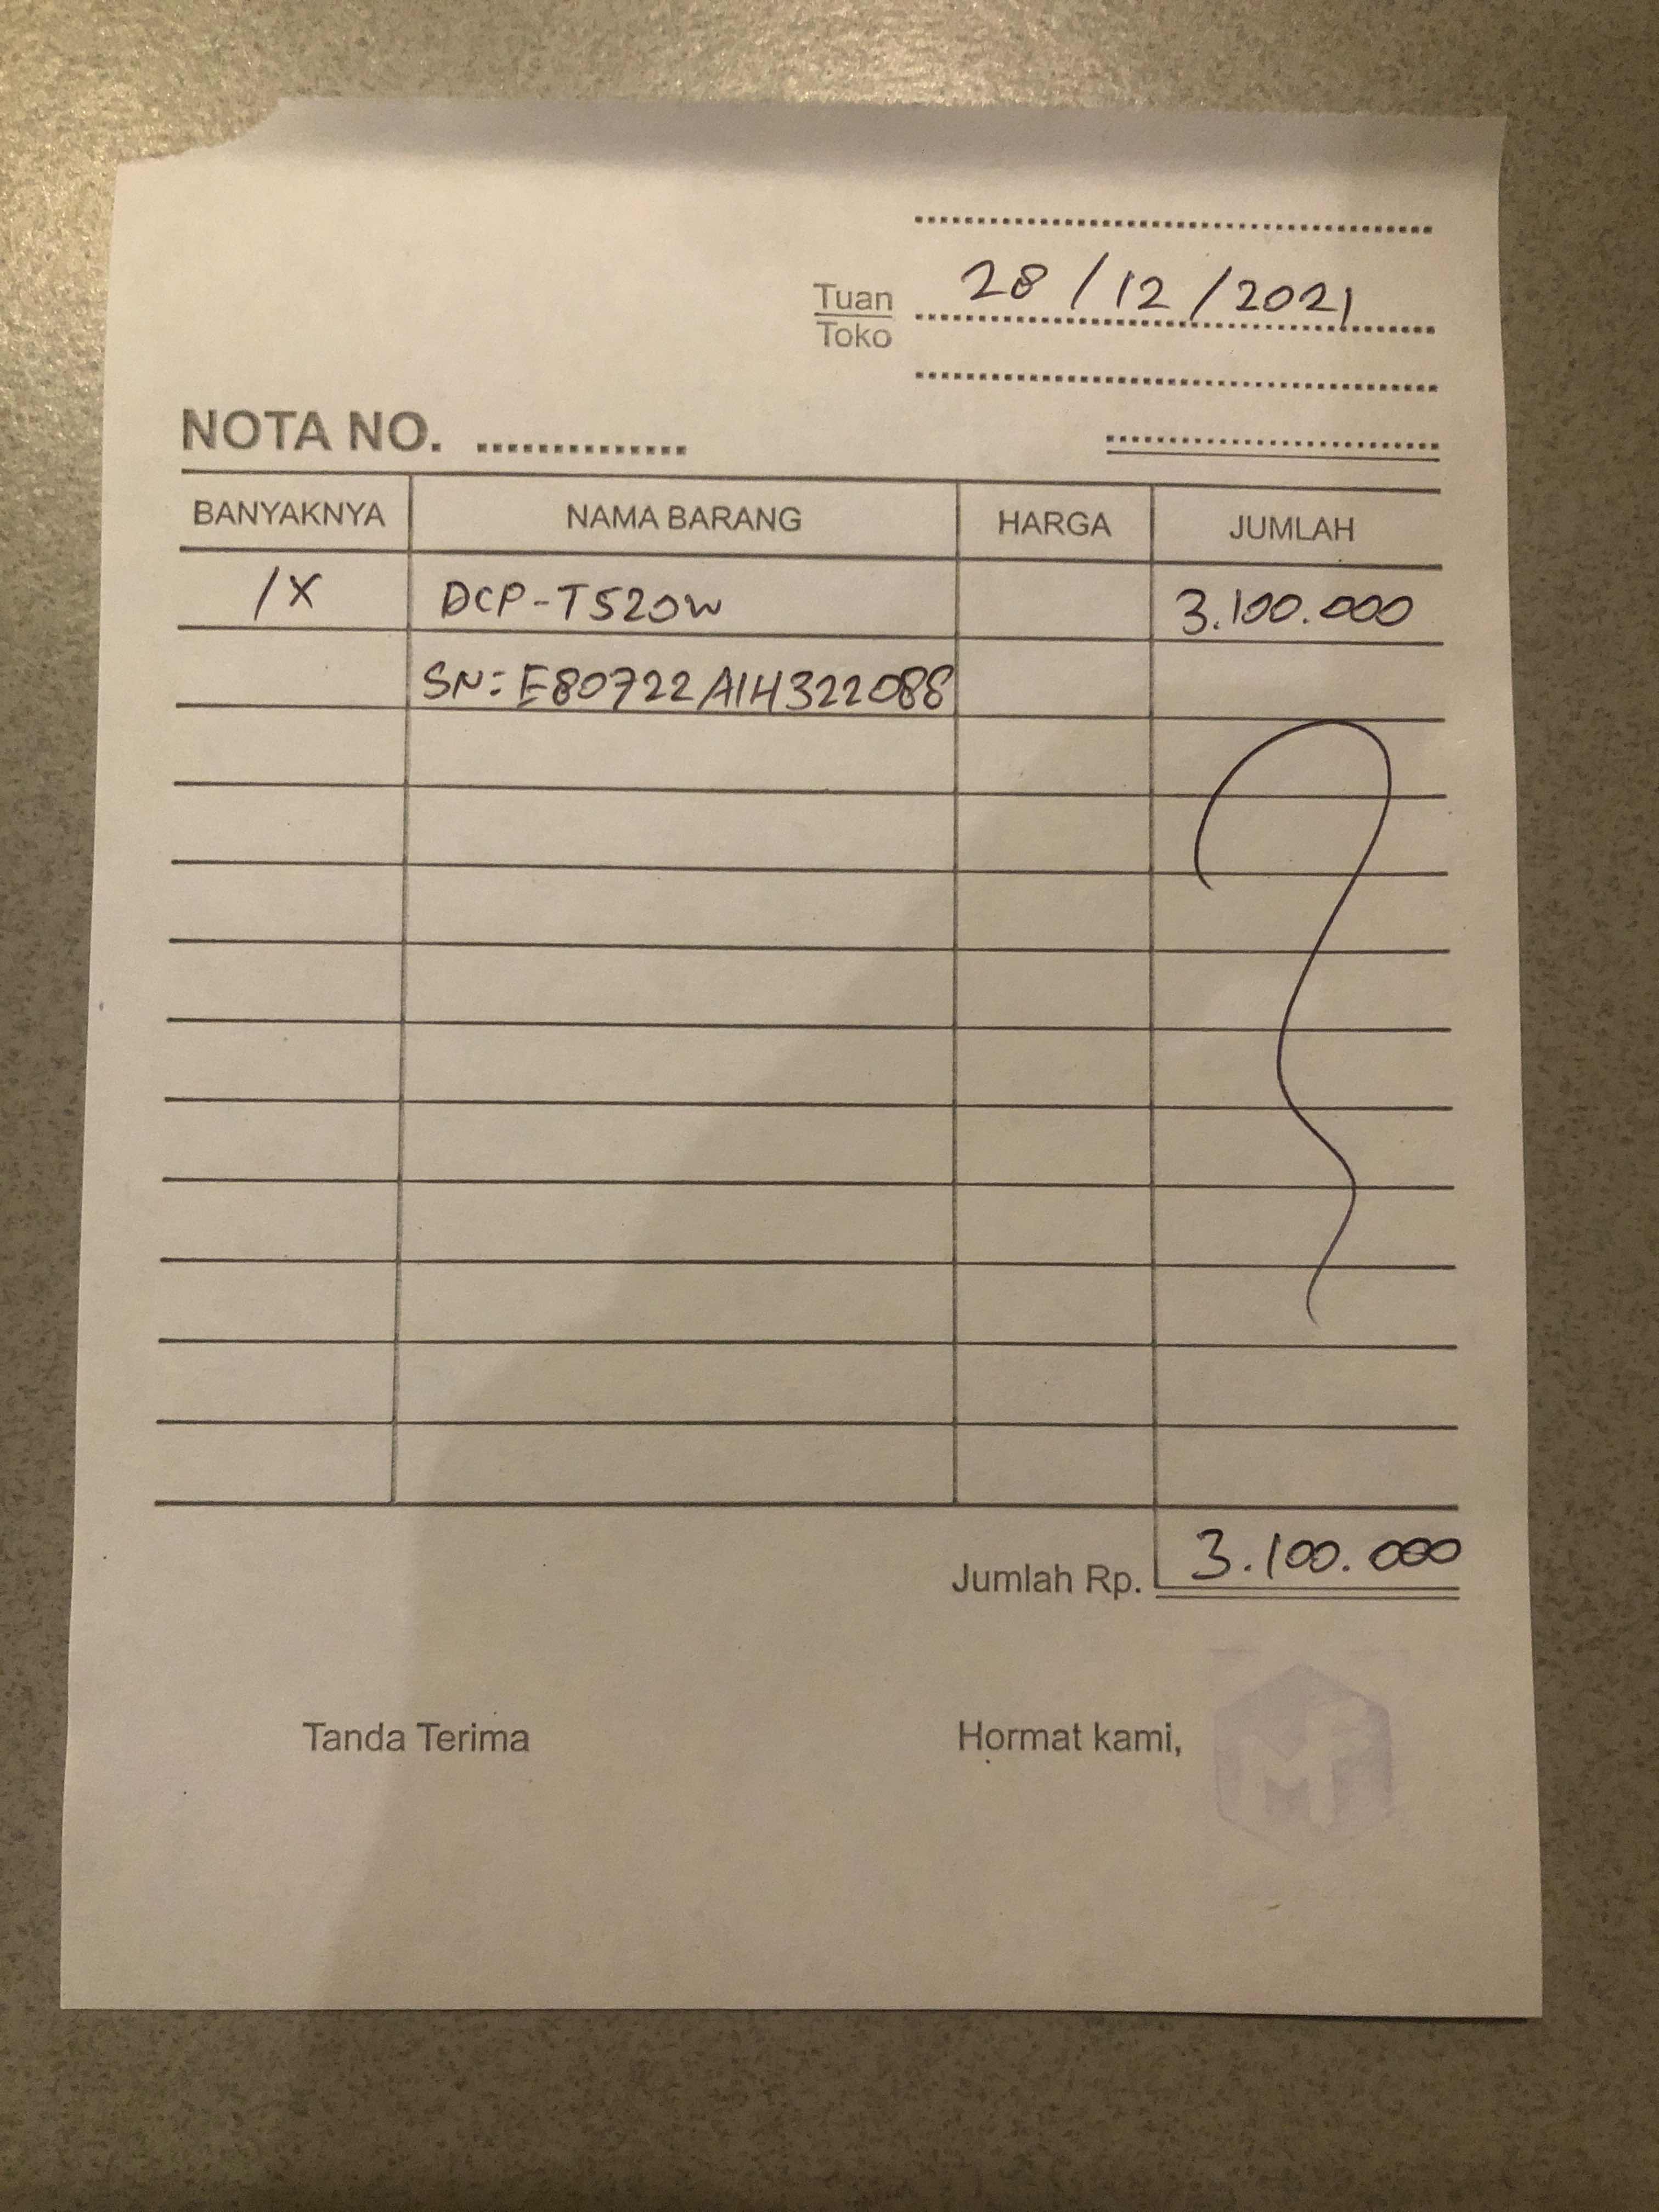 28/12/2021
Tuan
Toko
NOTA NO. ..............
BANYAKNYA NAMA BARANG HARGA JUMLAH
1X DCP-T520W 3.100.000
SN: E80722A1H322088
Jumlah Rp. 3.100.000
Tanda Terima Hormat kami,